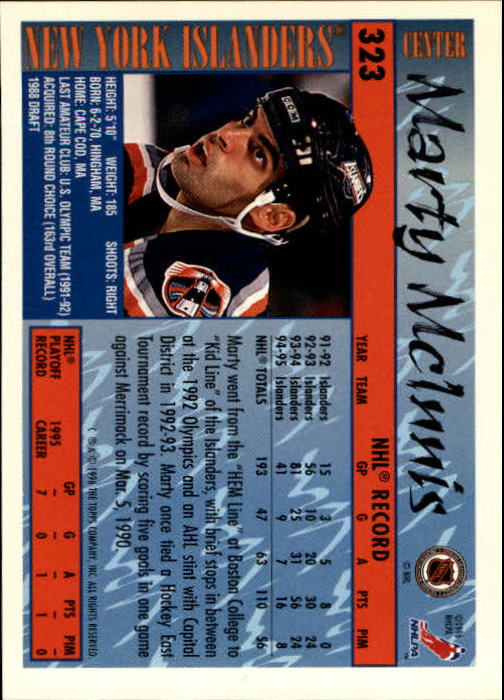 323
CENTER
Marty McInnis
NEW YORK ISLANDERS™
HEIGHT: 5'10" WEIGHT: 185 SHOOTS: RIGHT
BORN: 6-2-70, HINGHAM, MA
HOME: CAPE COD, MA
LAST AMATEUR CLUB: U.S. OLYMPIC TEAM (1991-92)
ACQUIRED: 8th ROUND CHOICE (163rd OVERALL)
1988 DRAFT
CCM
NHL® RECORD
YEAR TEAM GP G A PTS PIM
91-92 Islanders 15 3 5 8 0
92-93 Islanders 56 10 20 30 24
93-94 Islanders 81 25 31 56 24
94-95 Islanders 41 9 7 16 8
NHL® TOTALS 193 47 63 110 56
Marty went from the "HEM Line" at Boston College to
"Kid Line" of the Islanders, with brief stops in between
at the 1992 Olympics and an AHL stint with Capital
District in 1992-93. Marty once tied a Hockey East
Tournament record by scoring five goals in one game
against Merrimack on Mar. 5, 1990.
NHL® PLAYOFF RECORD
1995 GP G A PTS PIM
CAREER 7 0 1 1 0
© NHL
NHLPA